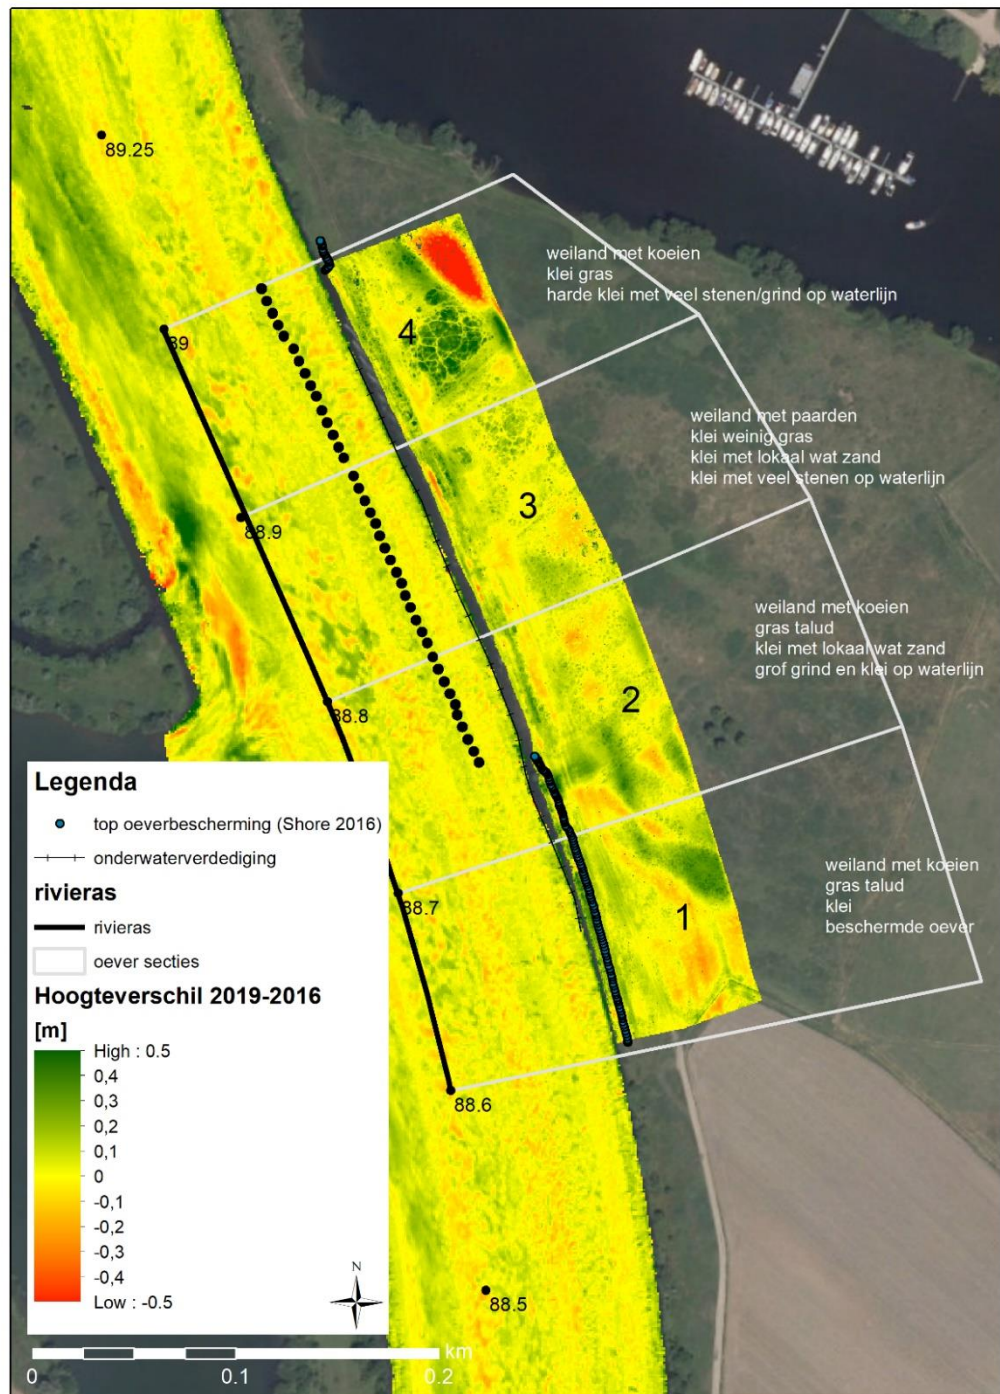 89.25
weiland met koeien
klei gras
harde klei met veel stenen/grind op waterlijn
4
89
weiland met paarden
klei weinig gras
klei met lokaal wat zand
klei met veel stenen op waterlijn
3
88.9
weiland met koeien
gras talud
klei met lokaal wat zand
grof grind en klei op waterlijn
2
88.8
weiland met koeien
gras talud
klei
beschermde oever
1
88.7
88.6
88.5
Legenda
top oeverbescherming (Shore 2016)
onderwaterverdediging
rivieras
rivieras
oever secties
Hoogteverschil 2019-2016
[m]
High : 0.5
0,4
0,3
0,2
0,1
0
-0,1
-0,2
-0,3
-0,4
Low : -0.5
N
km
0 0.1 0.2